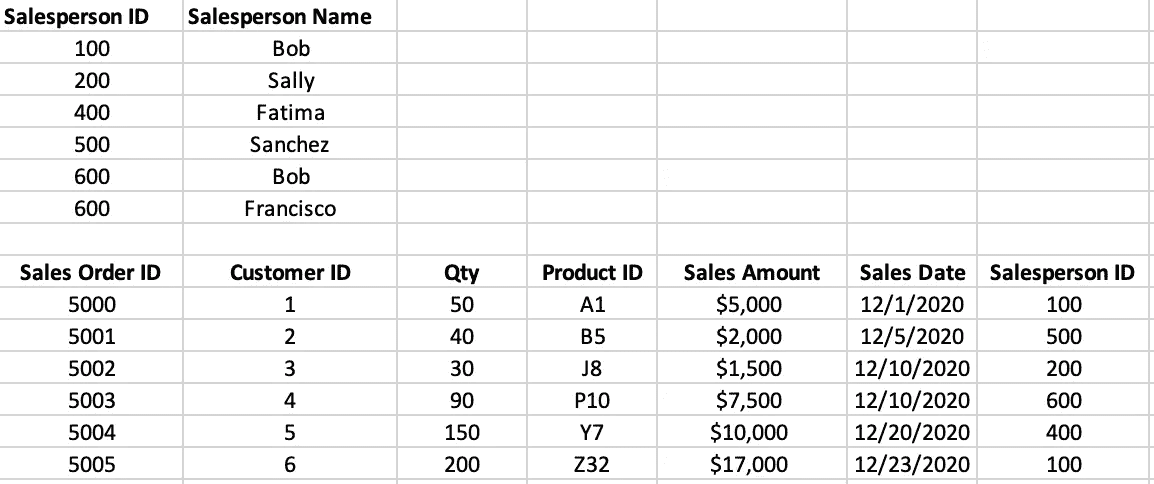 Salesperson ID Salesperson Name
100 Bob
200 Sally
400 Fatima
500 Sanchez
600 Bob
600 Francisco
Sales Order ID Customer ID Qty Product ID Sales Amount Sales Date Salesperson ID
5000 1 50 A1 $5,000 12/1/2020 100
5001 2 40 B5 $2,000 12/5/2020 500
5002 3 30 J8 $1,500 12/10/2020 200
5003 4 90 P10 $7,500 12/10/2020 600
5004 5 150 Y7 $10,000 12/20/2020 400
5005 6 200 Z32 $17,000 12/23/2020 100